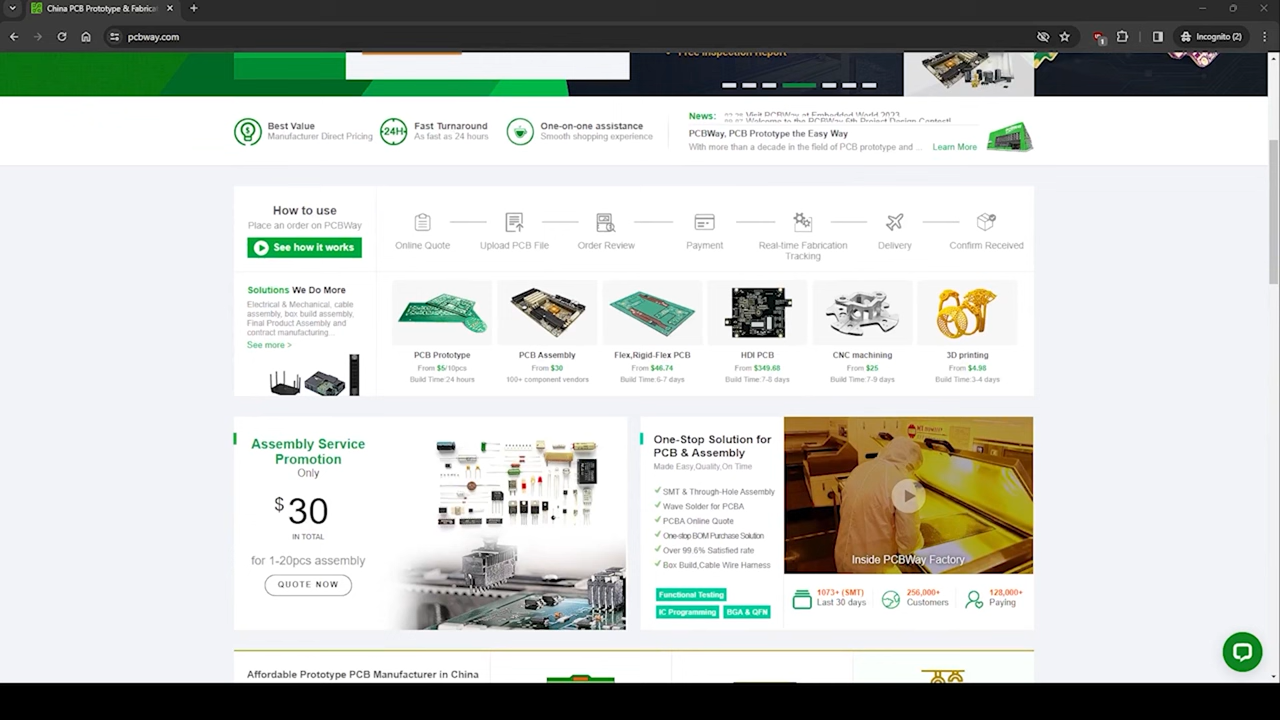 China PCB Prototype & Fabrica
pcbway.com
Incognito (2)
Free Inspection Report
Best Value
Manufacturer Direct Pricing
Fast Turnaround
As fast as 24 hours
One-on-one assistance
Smooth shopping experience
News:
Visit PCBWay at Embedded World 2023
Welcome to the PCBWay 6th Project Design Contest!
PCBWay, PCB Prototype the Easy Way
With more than a decade in the field of PCB prototype and ...
Learn More
How to use
Place an order on PCBWay
See how it works
Online Quote
Upload PCB File
Order Review
Payment
Real-time Fabrication
Tracking
Delivery
Confirm Received
Solutions We Do More
Electrical & Mechanical, cable
assembly, box build assembly,
Final Product Assembly and
contract manufacturing...
See more >
PCB Prototype
From $5/10pcs
Build Time:24 hours
PCB Assembly
From $30
100+ component vendors
Flex,Rigid-Flex PCB
From $46.74
Build Time:6-7 days
HDI PCB
From $349.68
Build Time:7-8 days
CNC machining
From $25
Build Time:7-9 days
3D printing
From $4.98
Build Time:3-4 days
Assembly Service
Promotion
Only
$30
IN TOTAL
for 1-20pcs assembly
QUOTE NOW
One-Stop Solution for
PCB & Assembly
Made Easy,Quality,On Time
SMT & Through-Hole Assembly
Wave Solder for PCBA
PCBA Online Quote
One-stop BOM Purchase Solution
Over 99.6% Satisfied rate
Box Build,Cable Wire Harness
Functional Testing
IC Programming
BGA & QFN
Inside PCBWay Factory
1073+ (SMT)
Last 30 days
256,000+
Customers
128,000+
Paying
Affordable Prototype PCB Manufacturer in China